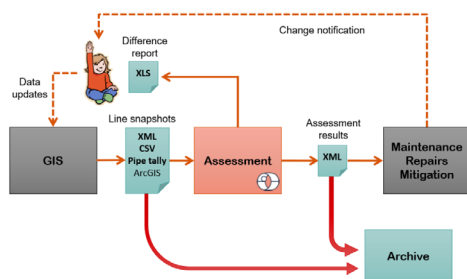 Change notification
Difference
report
XLS
Data
updates
Line snapshots
XML
CSV
Pipe tally
ArcGIS
GIS
Assessment
Assessment
results
XML
Maintenance
Repairs
Mitigation
Archive